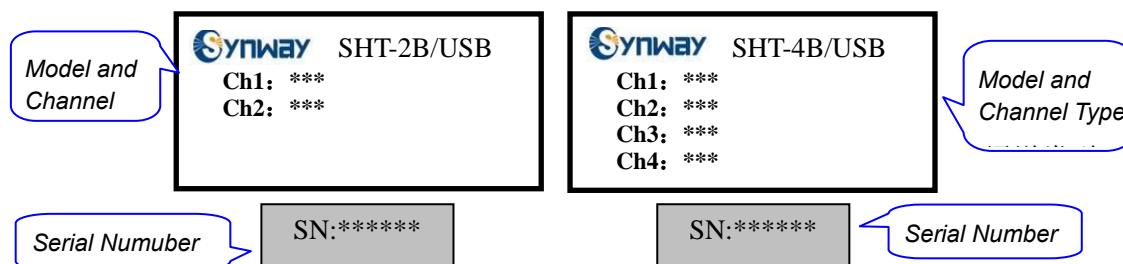 Model and
Channel
Synway SHT-2B/USB
Ch1：***
Ch2：***
Synway SHT-4B/USB
Ch1：***
Ch2：***
Ch3：***
Ch4：***
Model and
Channel Type
Serial Numuber
SN:******
SN:******
Serial Number